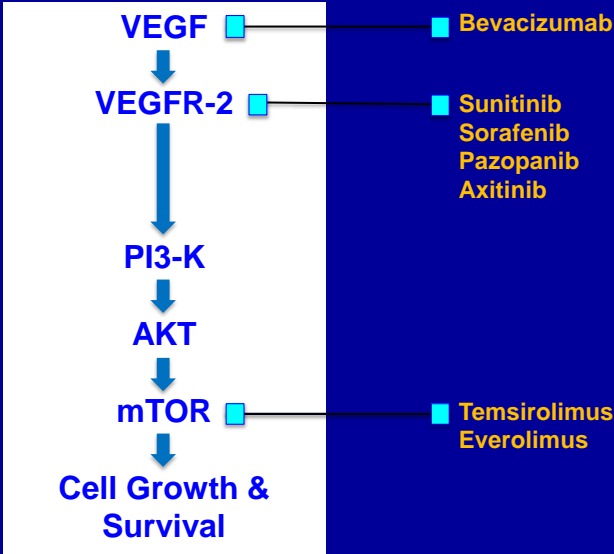 VEGF
Bevacizumab
VEGFR-2
Sunitinib
Sorafenib
Pazopanib
Axitinib
PI3-K
AKT
mTOR
Temsirolimus
Everolimus
Cell Growth &
Survival